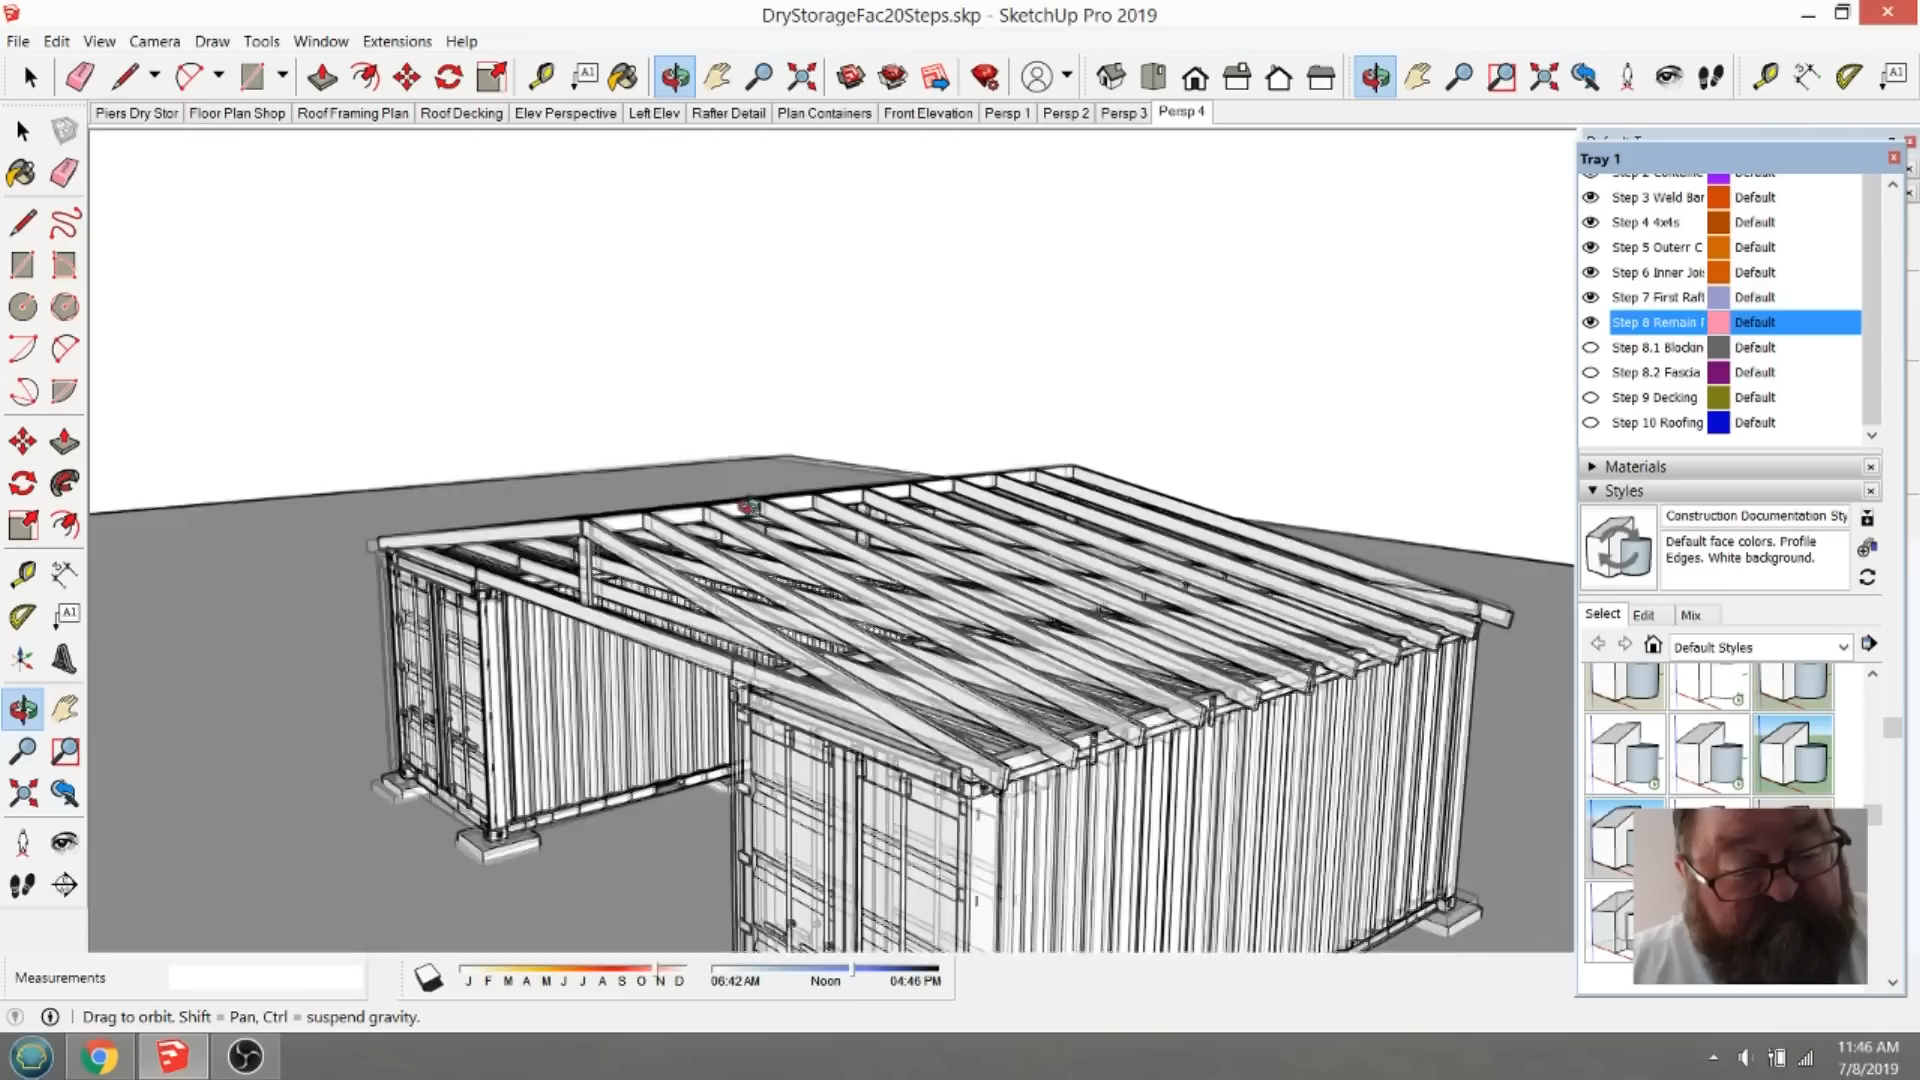 DryStorageFac20Steps.skp - SketchUp Pro 2019
File Edit View Camera Draw Tools Window Extensions Help
Piers Dry Stor Floor Plan Shop Roof Framing Plan Roof Decking Elev Perspective Left Elev Rafter Detail Plan Containers Front Elevation Persp 1 Persp 2 Persp 3 Persp 4
Tray 1
Default
Step 3 Weld Bar Default
Step 4 4x4s Default
Step 5 Outerr C Default
Step 6 Inner Joi Default
Step 7 First Raft Default
Step 8 Remain Default
Step 8.1 Blockin Default
Step 8.2 Fascia Default
Step 9 Decking Default
Step 10 Roofing Default
Materials
Styles
Construction Documentation Sty
Default face colors. Profile
Edges. White background.
Select Edit Mix
Default Styles
Measurements
J F M A M J J A S O N D
06:42 AM Noon 04:46 PM
Drag to orbit. Shift = Pan, Ctrl = suspend gravity.
11:46 AM
7/8/2019